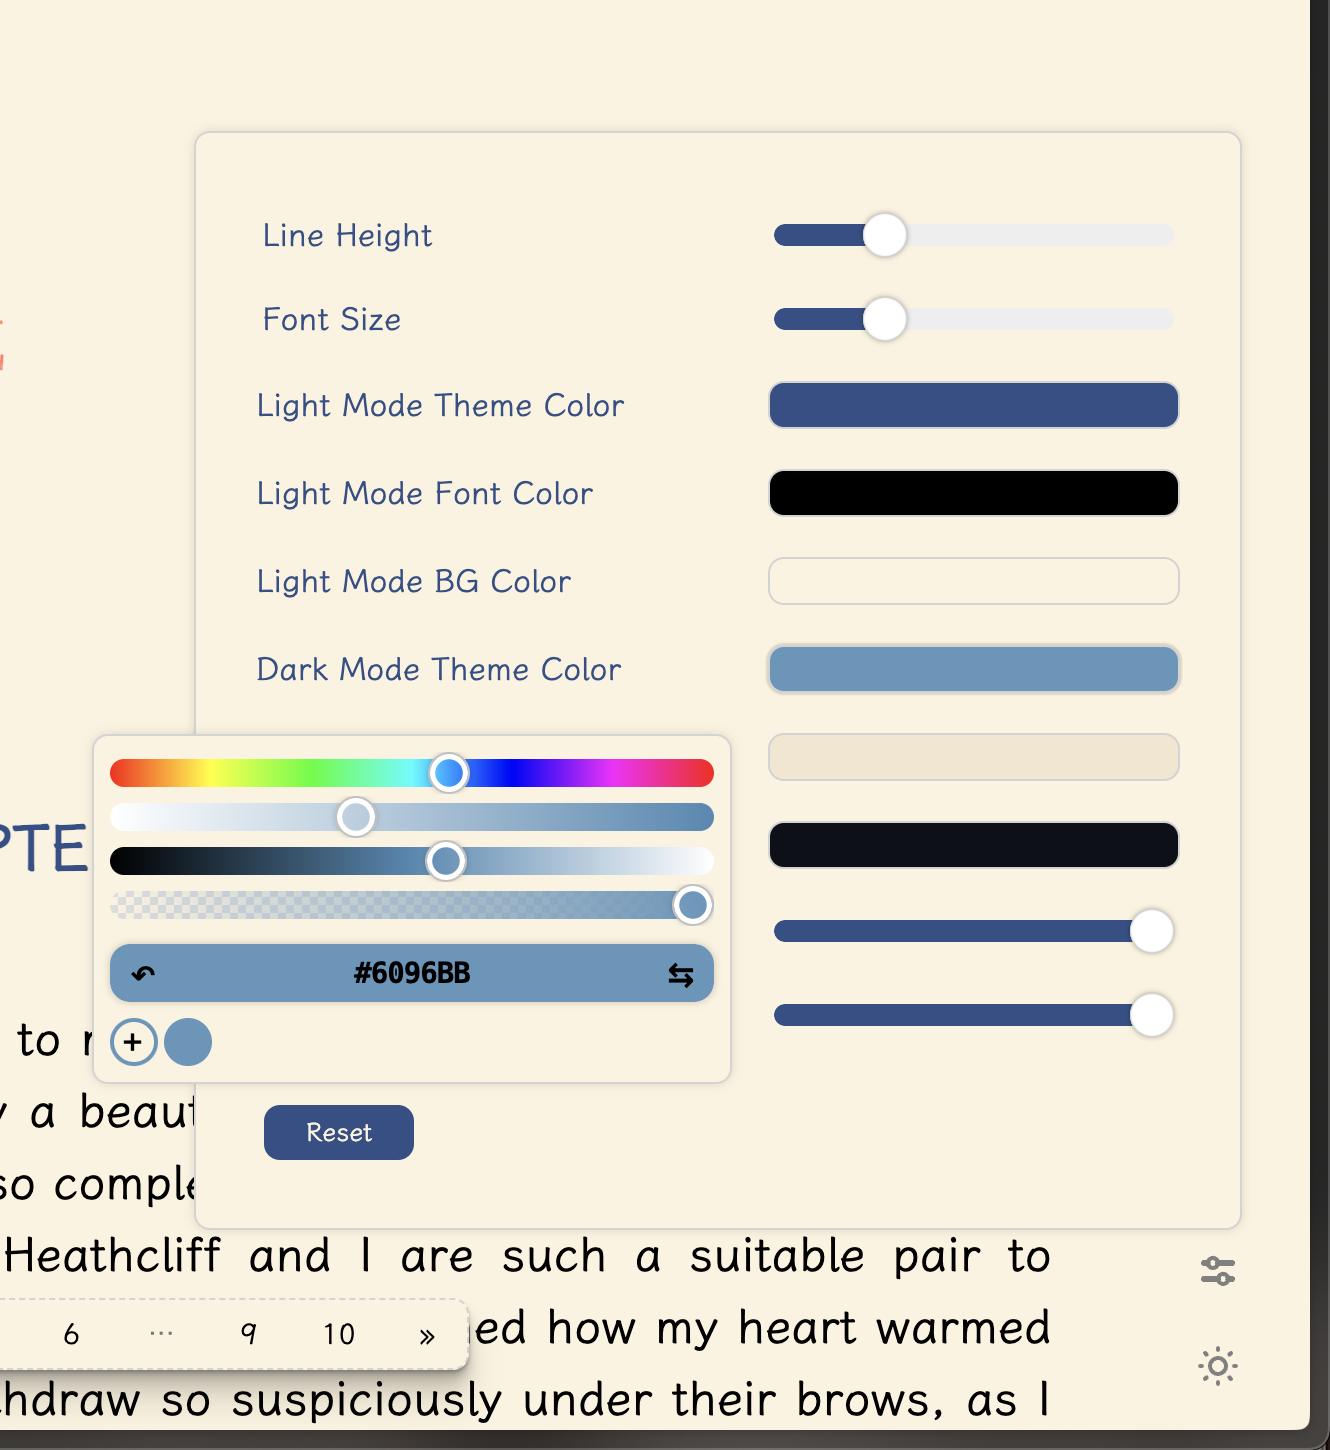 Line Height
Font Size
Light Mode Theme Color
Light Mode Font Color
Light Mode BG Color
Dark Mode Theme Color
PTE
#6096BB
to
a beaut
Reset
so comple
Heathcliff and I are such a suitable pair to
6 ... 9 10 »
ed how my heart warmed
hdraw so suspiciously under their brows, as I